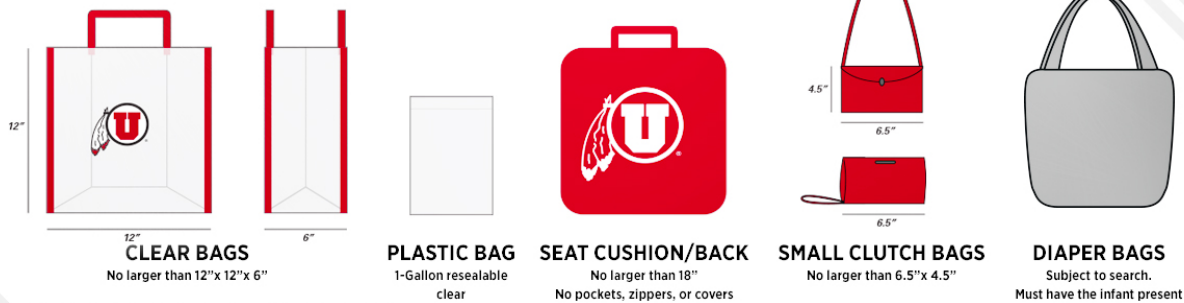 U
12"
12"
6"
CLEAR BAGS
No larger than 12”x 12”x 6”
PLASTIC BAG
1-Gallon resealable
clear
U
SEAT CUSHION/BACK
No larger than 18”
No pockets, zippers, or covers
4.5"
6.5"
6.5"
SMALL CLUTCH BAGS
No larger than 6.5”x 4.5”
DIAPER BAGS
Subject to search.
Must have the infant present